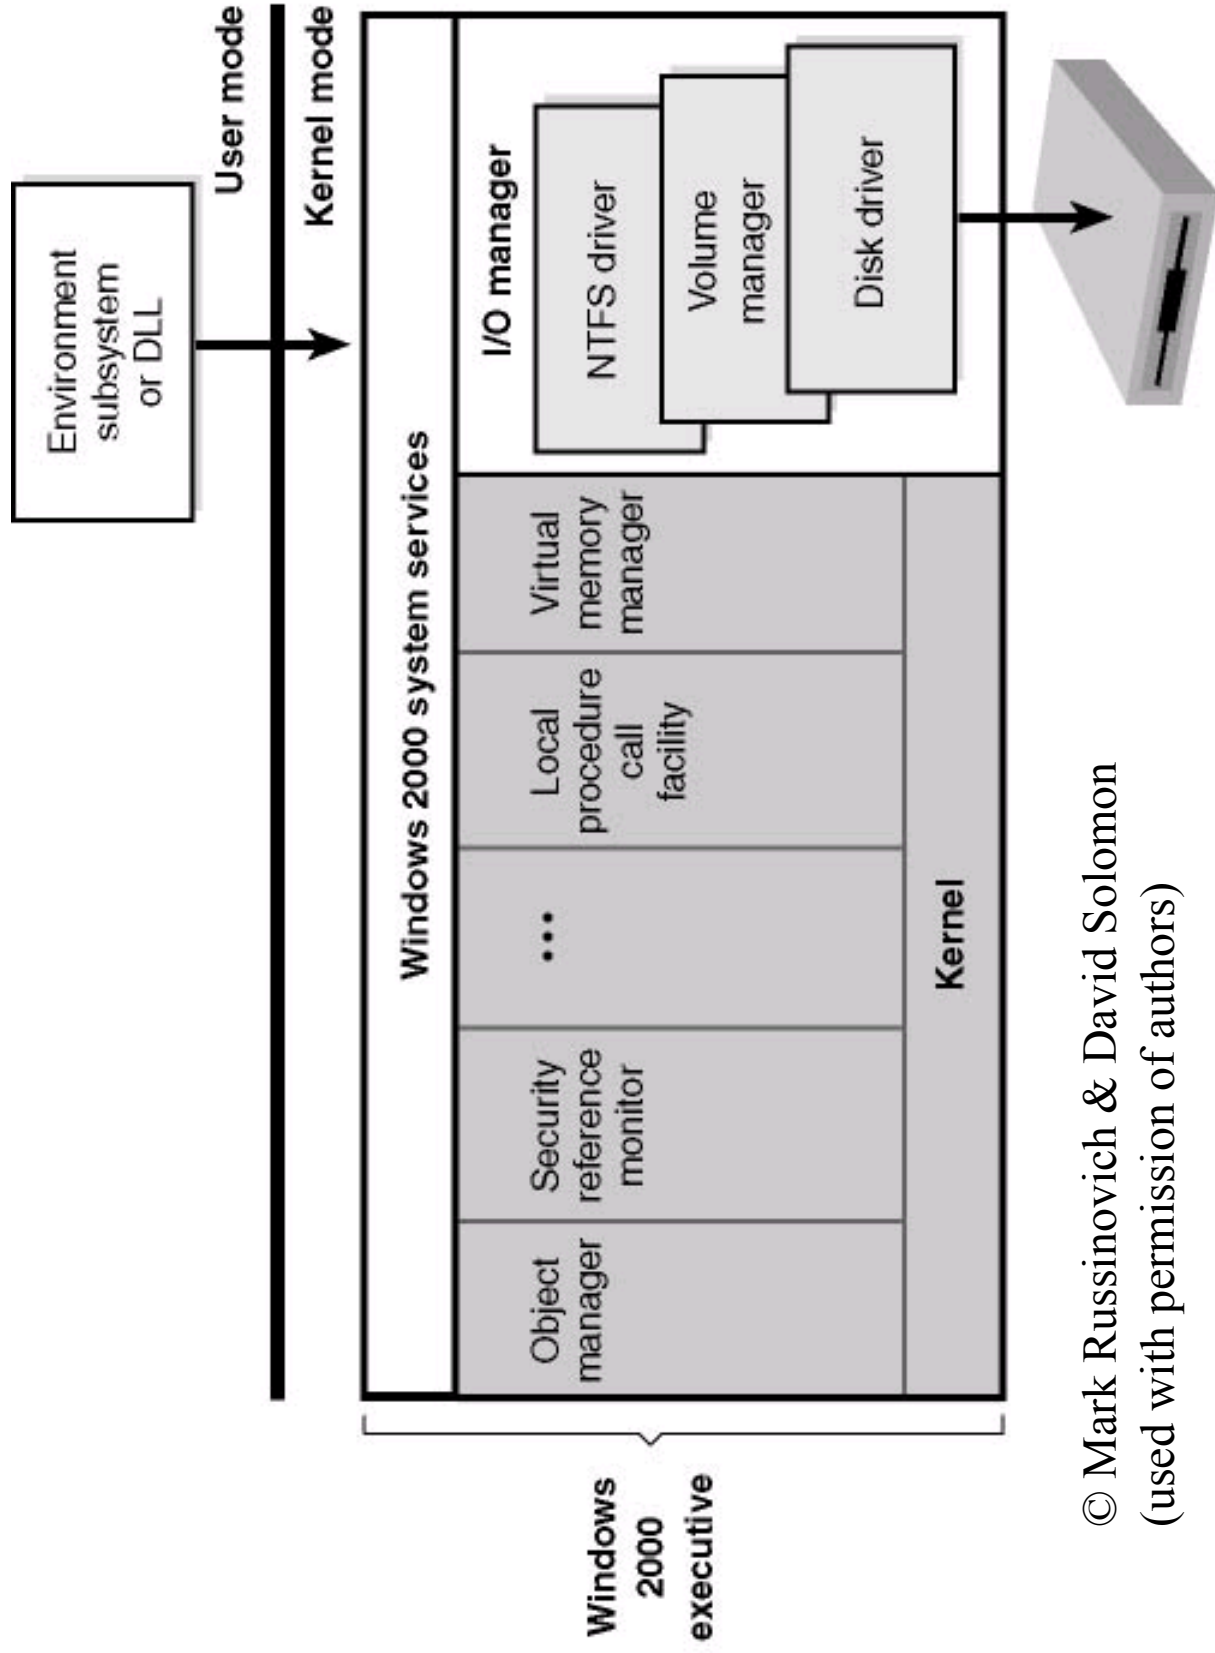 Environment
subsystem
or DLL
User mode
Kernel mode
Windows 2000 system services
Object
manager
Security
reference
monitor
•••
Local
procedure
call
facility
Virtual
memory
manager
I/O manager
NTFS driver
Volume
manager
Disk driver
Kernel
Windows
2000
executive
© Mark Russinovich & David Solomon
(used with permission of authors)